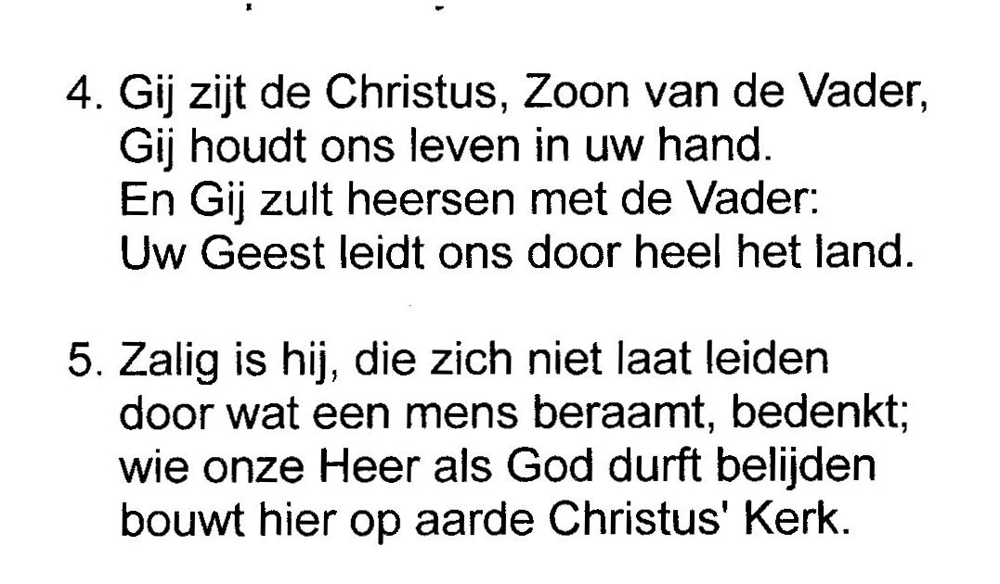 4. Gij zijt de Christus, Zoon van de Vader,
Gij houdt ons leven in uw hand.
En Gij zult heersen met de Vader:
Uw Geest leidt ons door heel het land.
5. Zalig is hij, die zich niet laat leiden
door wat een mens beraamt, bedenkt;
wie onze Heer als God durft belijden
bouwt hier op aarde Christus' Kerk.